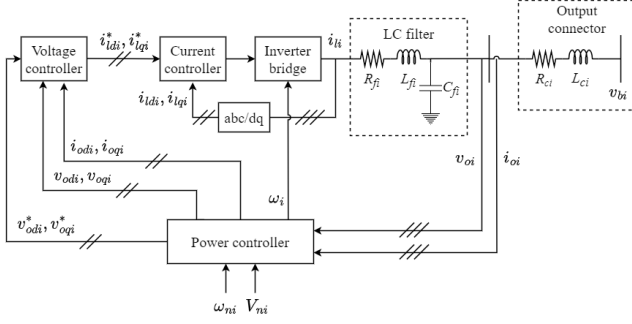 Output
connector
LC filter
i*ldi, i*lqi
ili
Voltage
controller
Current
controller
Inverter
bridge
Rfi
Lfi
Cfi
Rci
Lci
vbi
ildi, ilqi
abc/dq
iodi, ioqi
vodi, voqi
ωi
voi
ioi
v*odi, v*oqi
Power controller
ωni
Vni